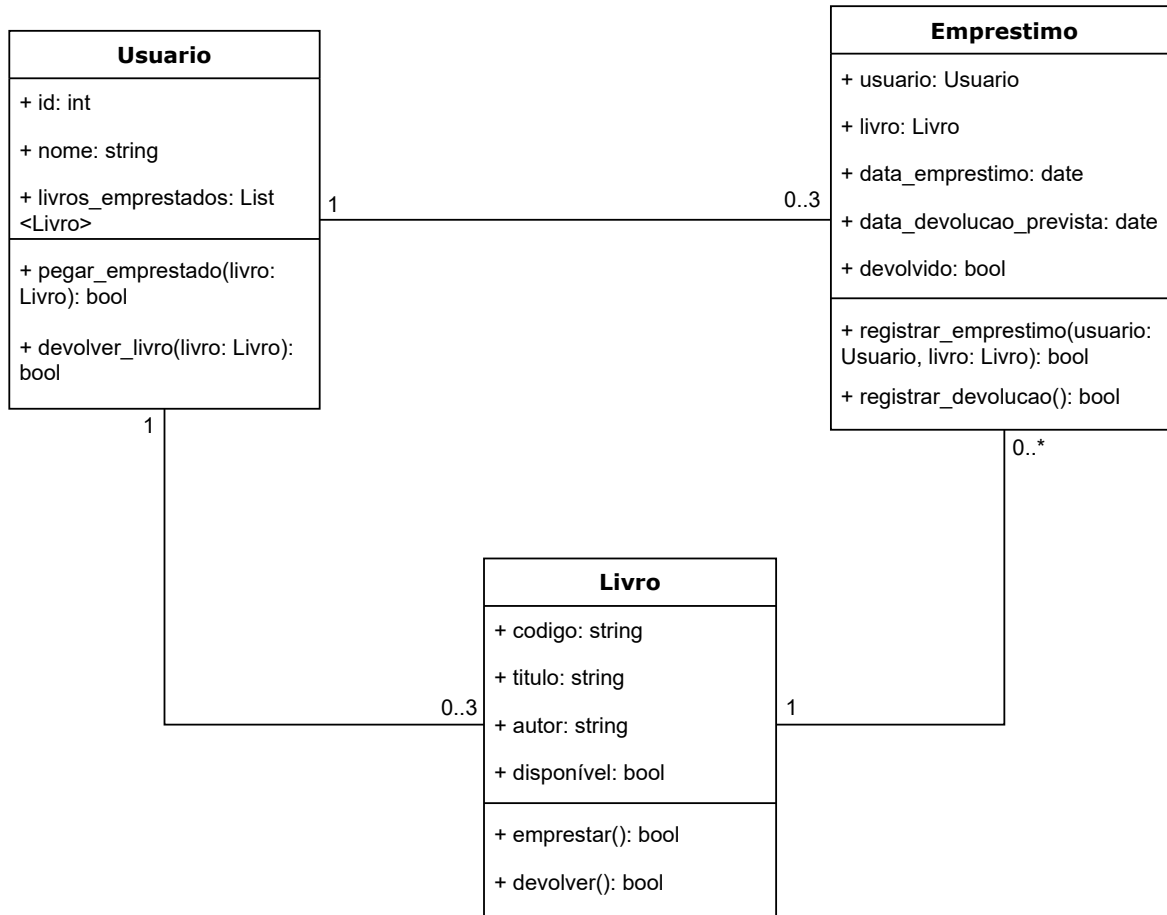 Usuario
+ id: int
+ nome: string
+ livros_emprestados: List
<Livro>
+ pegar_emprestado(livro:
Livro): bool
+ devolver_livro(livro: Livro):
bool
1
0..3
Emprestimo
+ usuario: Usuario
+ livro: Livro
+ data_emprestimo: date
+ data_devolucao_prevista: date
+ devolvido: bool
+ registrar_emprestimo(usuario:
Usuario, livro: Livro): bool
+ registrar_devolucao(): bool
1
0..*
Livro
+ codigo: string
+ titulo: string
+ autor: string
+ disponível: bool
+ emprestar(): bool
+ devolver(): bool
0..3
1